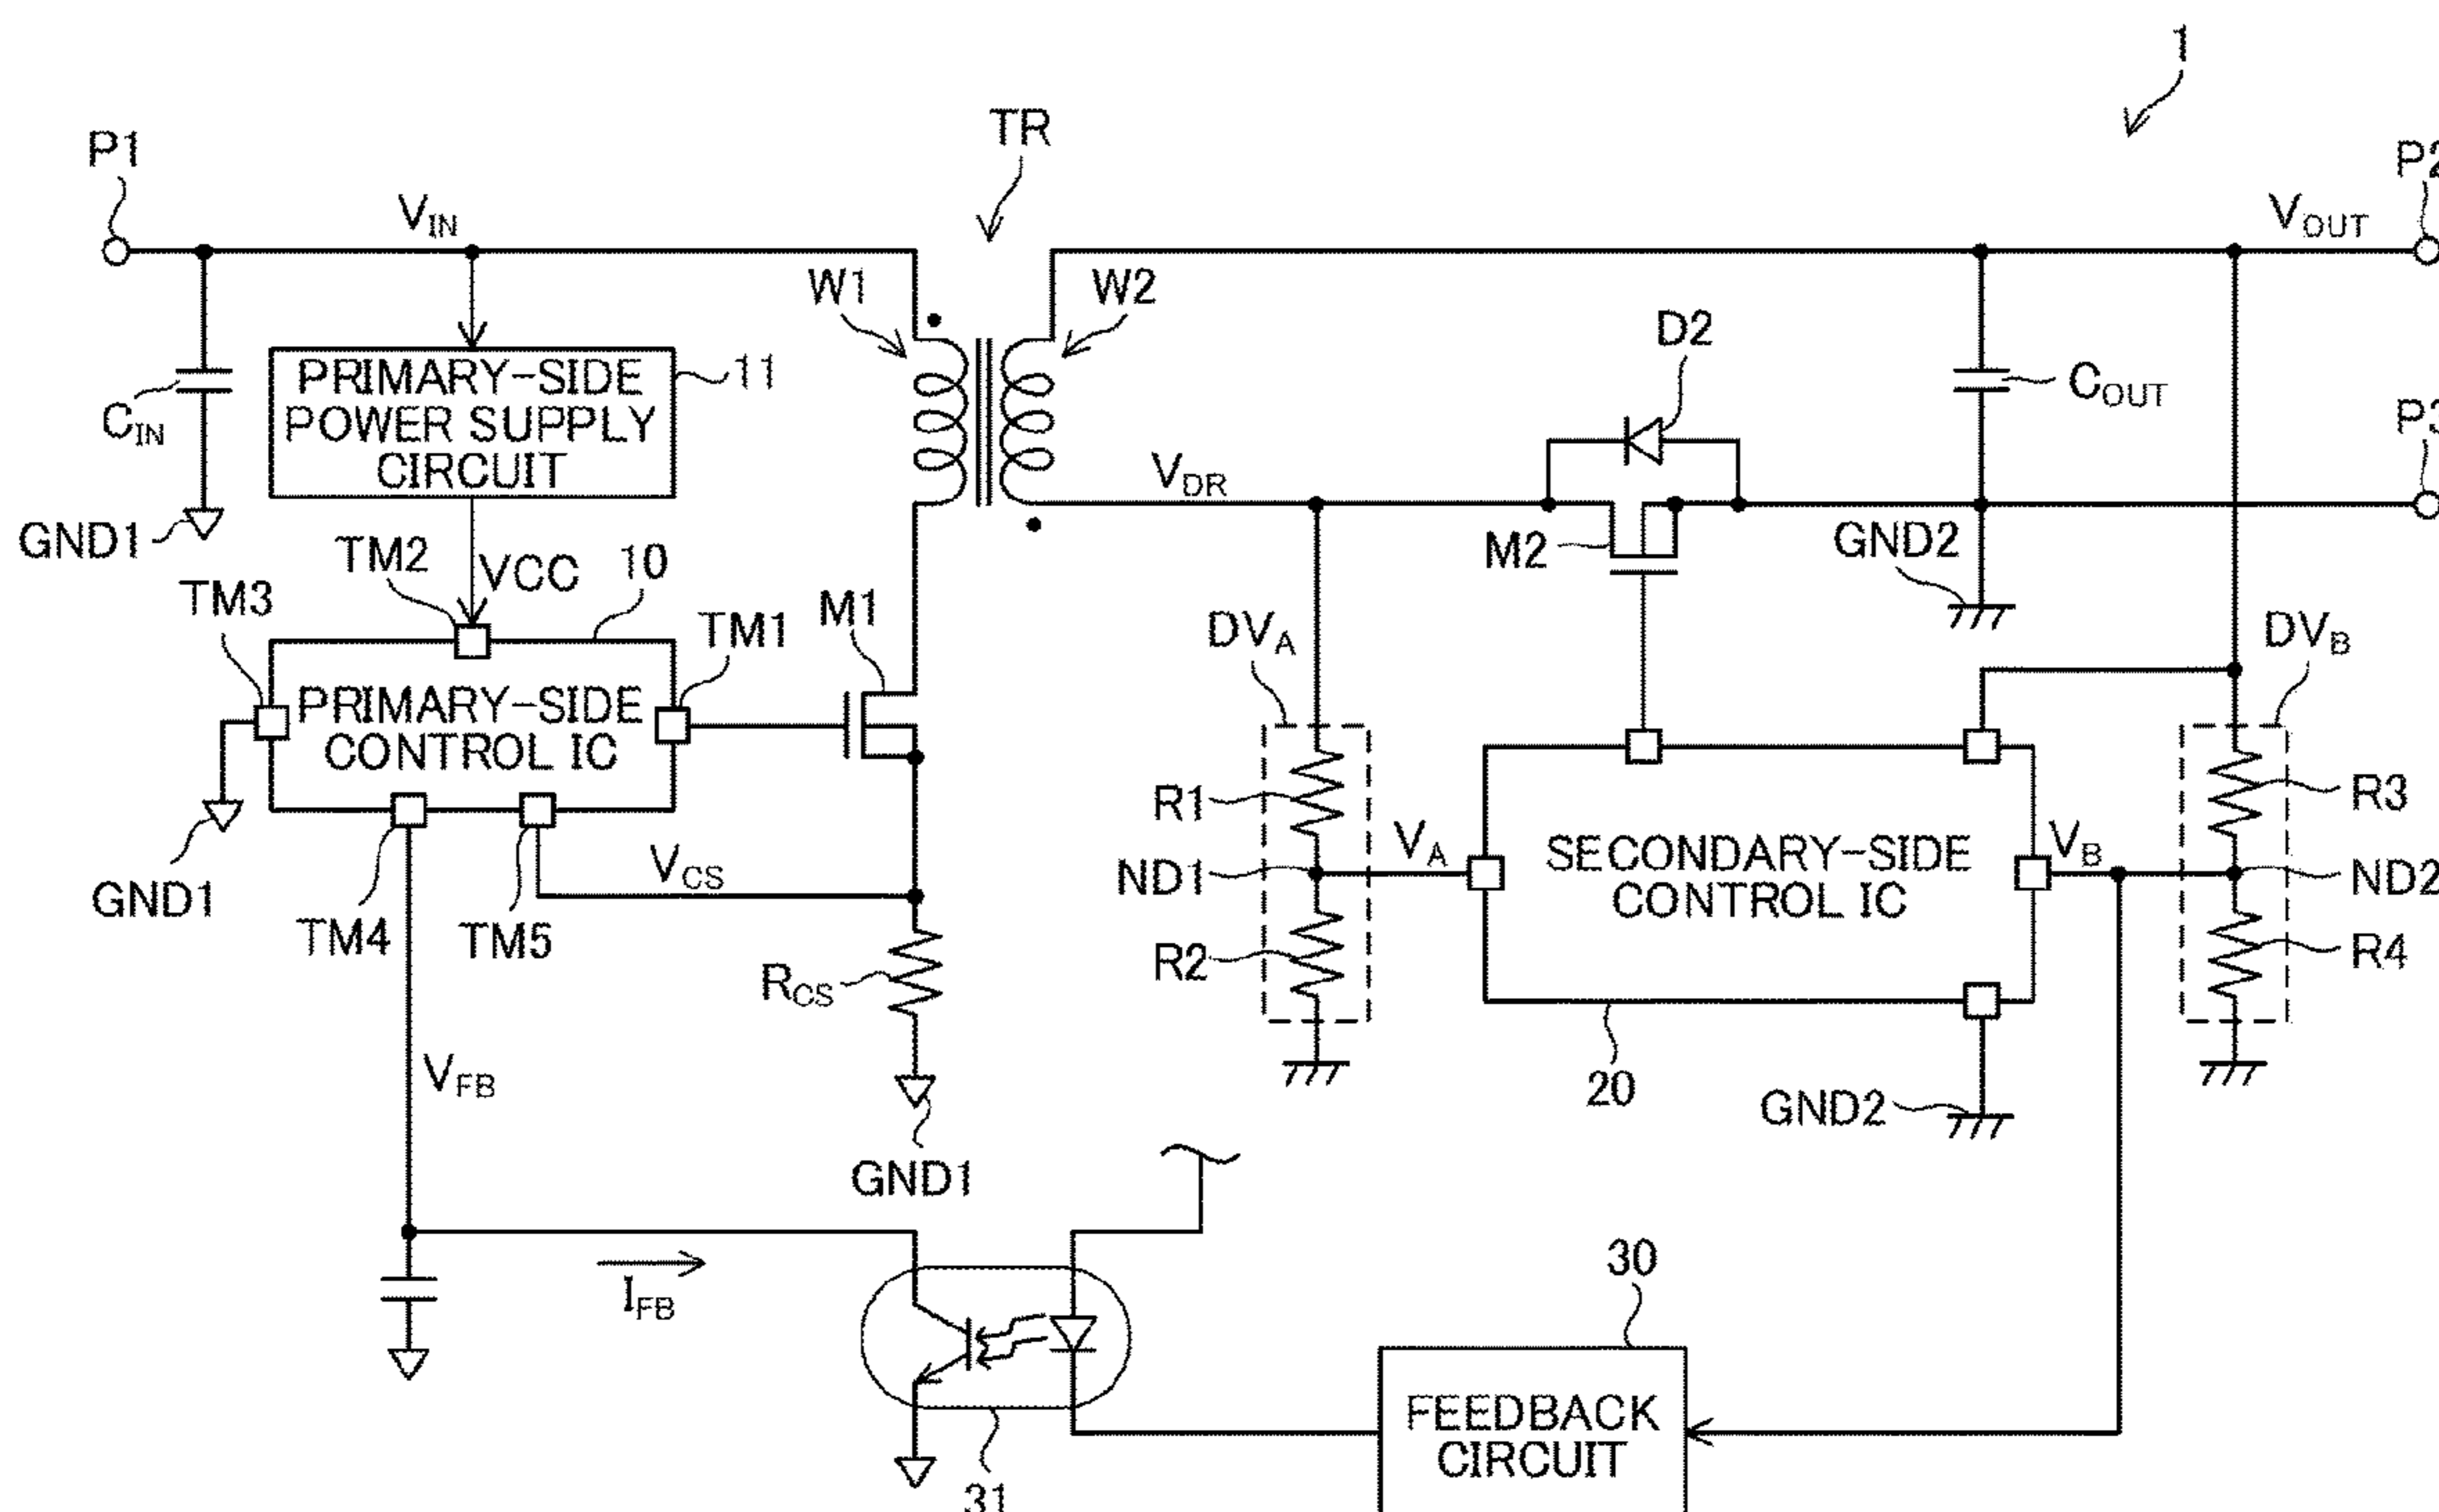 1
TR
P1
P2
VIN
VOUT
W1
W2
D2
PRIMARY-SIDE
POWER SUPPLY
CIRCUIT
11
CIN
COUT
P3
VDR
GND1
TM2
VCC
10
M2
GND2
TM3
TM1
M1
DVA
DVB
PRIMARY-SIDE
CONTROL IC
R1
R3
GND1
VCS
ND1
VA
SECONDARY-SIDE
CONTROL IC
VB
ND2
TM4
TM5
RCS
R2
R4
VFB
20
GND2
GND1
IFB
30
FEEDBACK
CIRCUIT
31